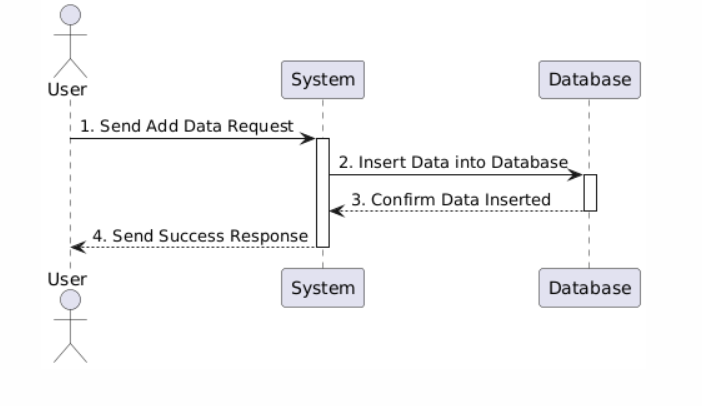 User
System
Database
1. Send Add Data Request
2. Insert Data into Database
3. Confirm Data Inserted
4. Send Success Response
User
System
Database